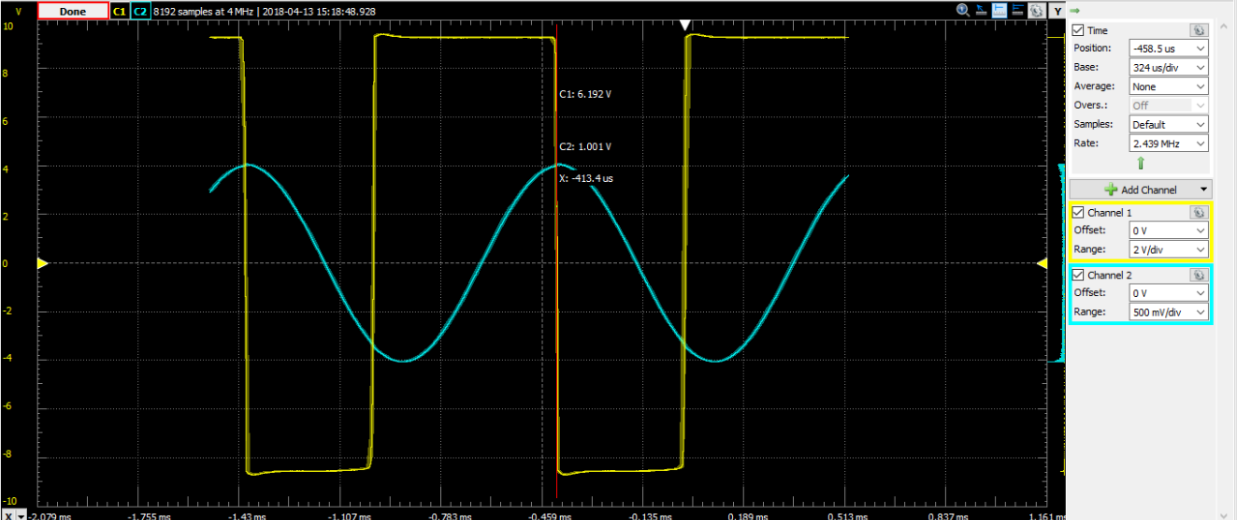 V Done C1 C2 8192 samples at 4 MHz | 2018-04-13 15:18:48.928 Y
10
8
6
4
2
0
-2
-4
-6
-8
-10
C1: 6.192 V
C2: 1.001 V
X: -413.4 us
X -2.079 ms -1.755 ms -1.43 ms -1.107 ms -0.783 ms -0.459 ms -0.135 ms 0.189 ms 0.513 ms 0.837 ms 1.161 ms
Time
Position: -458.5 us
Base: 324 us/div
Average: None
Overs.: Off
Samples: Default
Rate: 2.439 MHz
Add Channel
Channel 1
Offset: 0 V
Range: 2 V/div
Channel 2
Offset: 0 V
Range: 500 mV/div